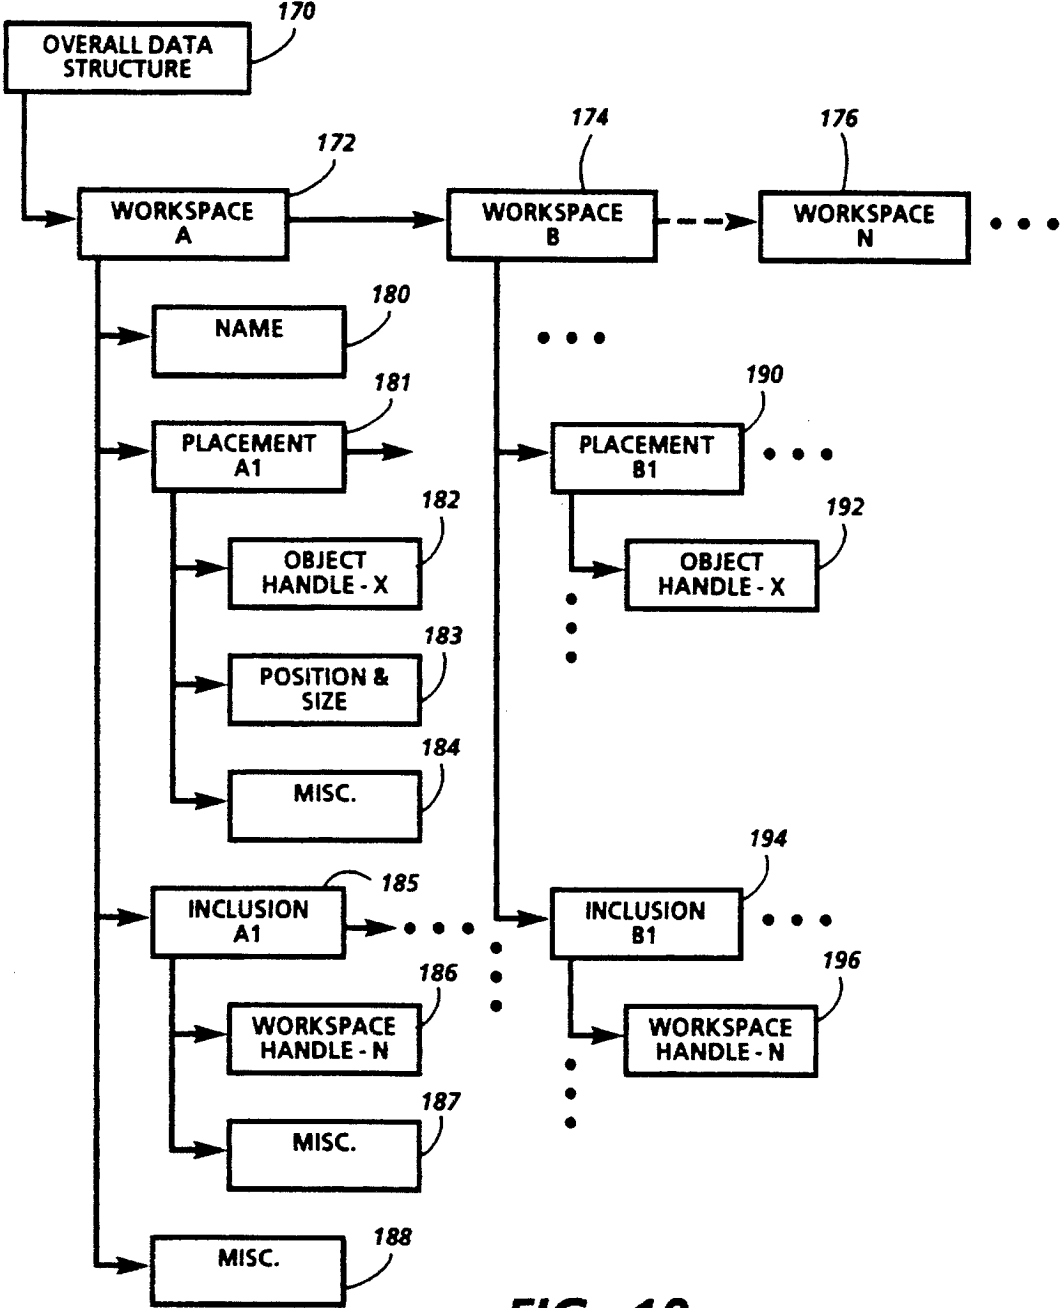 170
OVERALL DATA
STRUCTURE
172
174
176
WORKSPACE
A
WORKSPACE
B
WORKSPACE
N
180
NAME
181
PLACEMENT
A1
190
PLACEMENT
B1
182
OBJECT
HANDLE - X
192
OBJECT
HANDLE - X
183
POSITION &
SIZE
184
MISC.
185
INCLUSION
A1
194
INCLUSION
B1
186
WORKSPACE
HANDLE - N
196
WORKSPACE
HANDLE - N
187
MISC.
188
MISC.